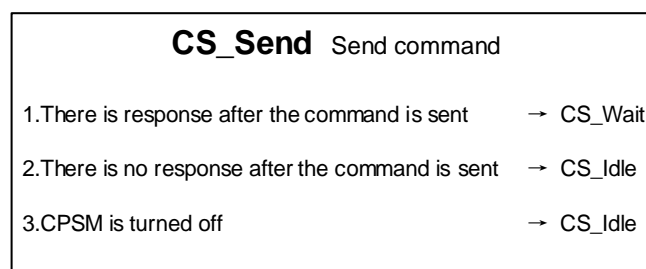 CS_Send Send command
1.There is response after the command is sent → CS_Wait
2.There is no response after the command is sent → CS_Idle
3.CPSM is turned off → CS_Idle